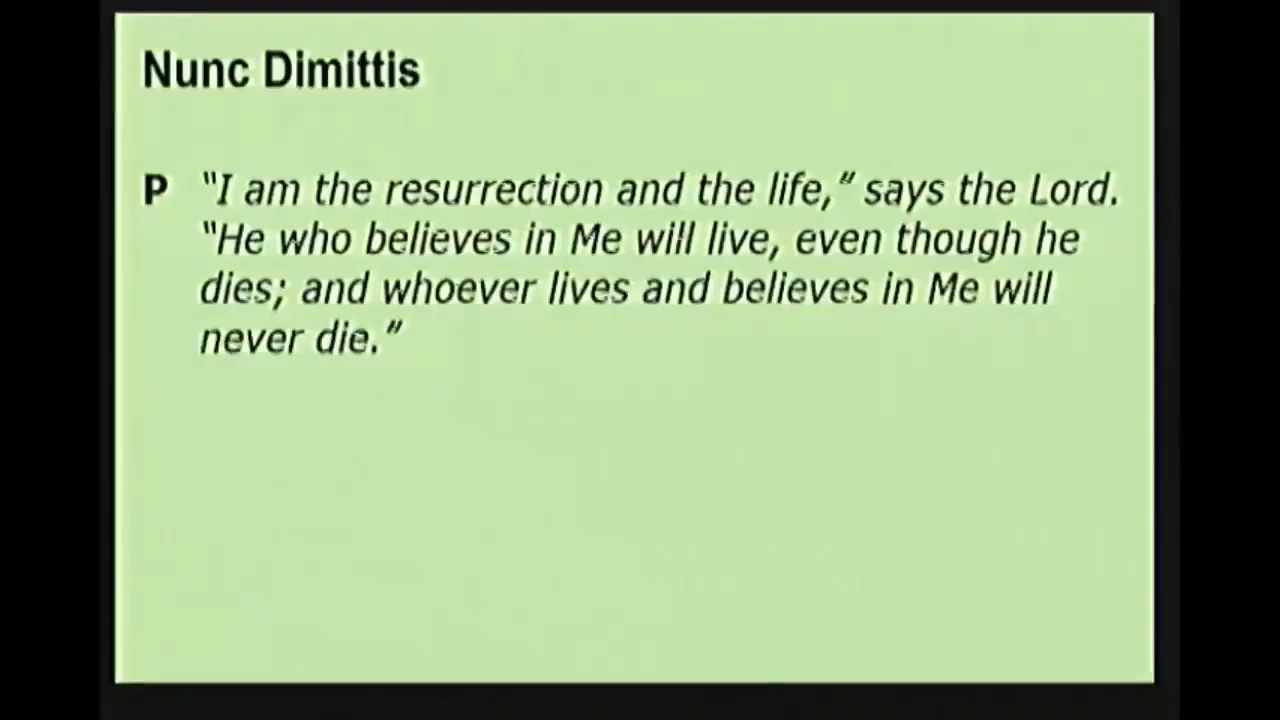 Nunc Dimittis
P “I am the resurrection and the life,” says the Lord.
“He who believes in Me will live, even though he
dies; and whoever lives and believes in Me will
never die.”